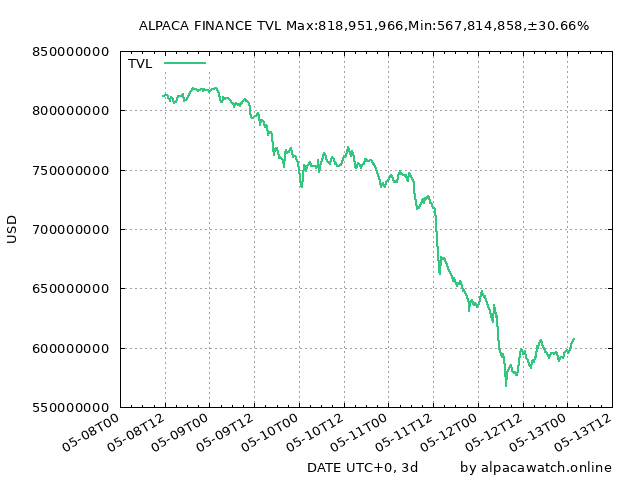 ALPACA FINANCE TVL Max:818,951,966,Min:567,814,858,±30.66%
TVL
850000000
800000000
750000000
700000000
650000000
600000000
550000000
USD
05-08T00
05-08T12
05-09T00
05-09T12
05-10T00
05-10T12
05-11T00
05-11T12
05-12T00
05-12T12
05-13T00
05-13T12
DATE UTC+0, 3d
by alpacawatch.online